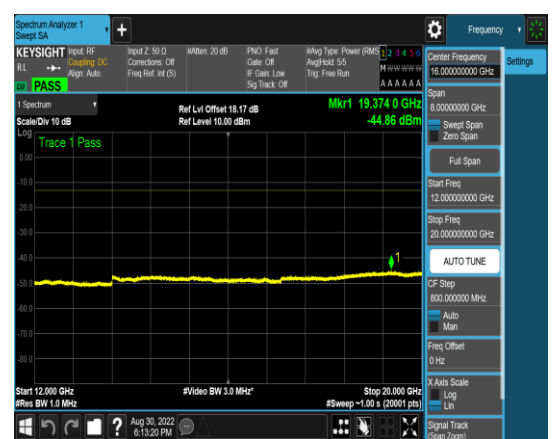 Spectrum Analyzer 1
Swept SA
+
Frequency
KEYSIGHT
RL
PASS
Input: RF
Coupling: DC
Align: Auto
Input Z: 50 Ω
Corrections: Off
Freq Ref: Int (S)
#Atten: 20 dB
PNO: Fast
Gate: Off
IF Gain: Low
Sig Track: Off
#Avg Type: Power (RMS
Avg|Hold: 5/5
Trig: Free Run
1 2 3 4 5 6
M W W W W W
A A A A A A
1 Spectrum
Scale/Div 10 dB
Ref Lvl Offset 18.17 dB
Ref Level 10.00 dBm
Mkr1 19.374 0 GHz
-44.86 dBm
Log
Trace 1 Pass
0.00
-10.0
-20.0
-30.0
-40.0
-50.0
-60.0
-70.0
-80.0
1
Start 12.000 GHz
#Res BW 1.0 MHz
#Video BW 3.0 MHz*
Stop 20.000 GHz
#Sweep ~1.00 s (20001 pts)
Center Frequency
16.000000000 GHz
Settings
Span
8.00000000 GHz
Swept Span
Zero Span
Full Span
Start Freq
12.000000000 GHz
Stop Freq
20.000000000 GHz
AUTO TUNE
CF Step
800.000000 MHz
Auto
Man
Freq Offset
0 Hz
X Axis Scale
Log
Lin
Signal Track
(Span Zoom)
?
Aug 30, 2022
6:13:20 PM